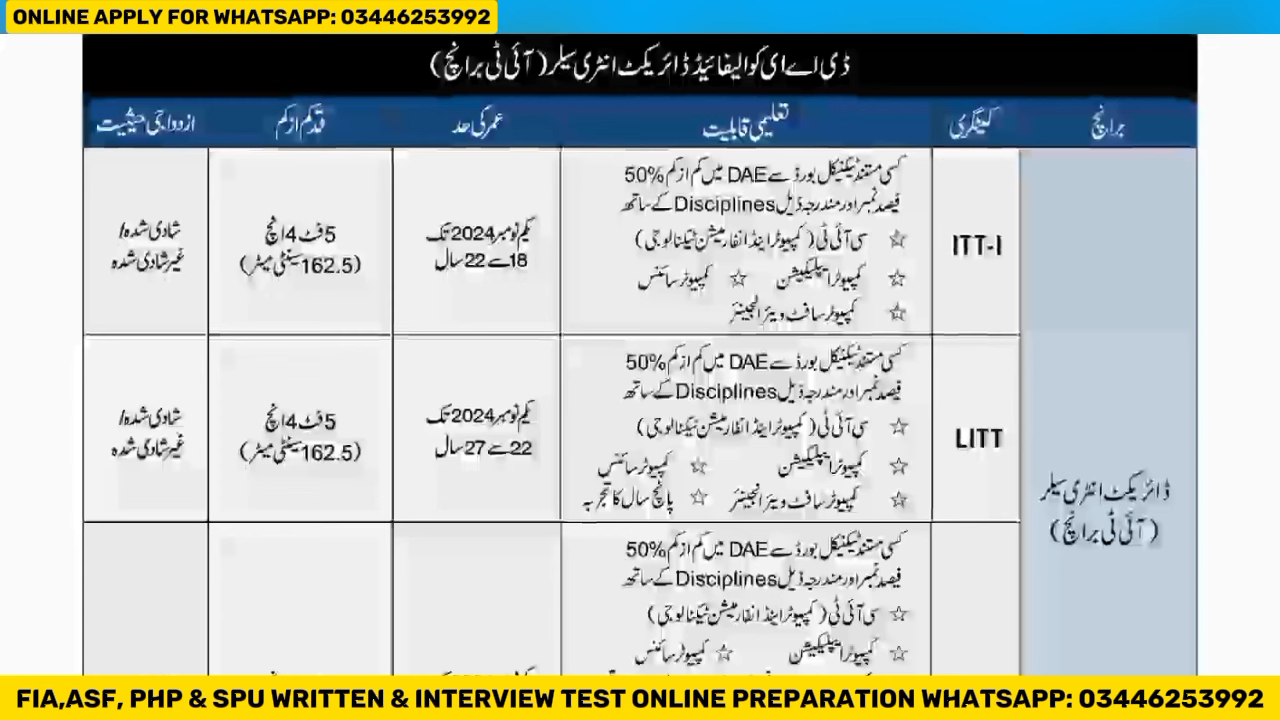 ONLINE APPLY FOR WHATSAPP: 03446253992
ڈی اے ای کوالیفائیڈ ڈائریکٹ انٹری سیلر (آئی ٹی برانچ)
برانچ کیٹگری تعلیمی قابلیت عمر کی حد قد کم از کم ازدواجی حیثیت
ڈائریکٹ انٹری سیلر
(آئی ٹی برانچ)
ITT-I
کسی مستند ٹیکنیکل بورڈ سے DAE میں کم از کم 50%
فیصد نمبر اور مندرجہ ذیل Disciplines کے ساتھ
☆ سی آئی ٹی (کمپیوٹر اینڈ انفارمیشن ٹیکنالوجی)
☆ کمپیوٹر ایپلیکیشن ☆ کمپیوٹر سائنس
☆ کمپیوٹر سافٹ ویئر انجینئر
یکم نومبر 2024 تک
18 سے 22 سال
5 فٹ 4 انچ
(162.5 سینٹی میٹر)
شادی شدہ/
غیر شادی شدہ
LITT
کسی مستند ٹیکنیکل بورڈ سے DAE میں کم از کم 50%
فیصد نمبر اور مندرجہ ذیل Disciplines کے ساتھ
☆ سی آئی ٹی (کمپیوٹر اینڈ انفارمیشن ٹیکنالوجی)
☆ کمپیوٹر ایپلیکیشن ☆ کمپیوٹر سائنس
☆ کمپیوٹر سافٹ ویئر انجینئر ☆ پانچ سال کا تجربہ
یکم نومبر 2024 تک
22 سے 27 سال
5 فٹ 4 انچ
(162.5 سینٹی میٹر)
شادی شدہ/
غیر شادی شدہ
کسی مستند ٹیکنیکل بورڈ سے DAE میں کم از کم 50%
فیصد نمبر اور مندرجہ ذیل Disciplines کے ساتھ
☆ سی آئی ٹی (کمپیوٹر اینڈ انفارمیشن ٹیکنالوجی)
☆ کمپیوٹر ایپلیکیشن ☆ کمپیوٹر سائنس
FIA,ASF, PHP & SPU WRITTEN & INTERVIEW TEST ONLINE PREPARATION WHATSAPP: 03446253992